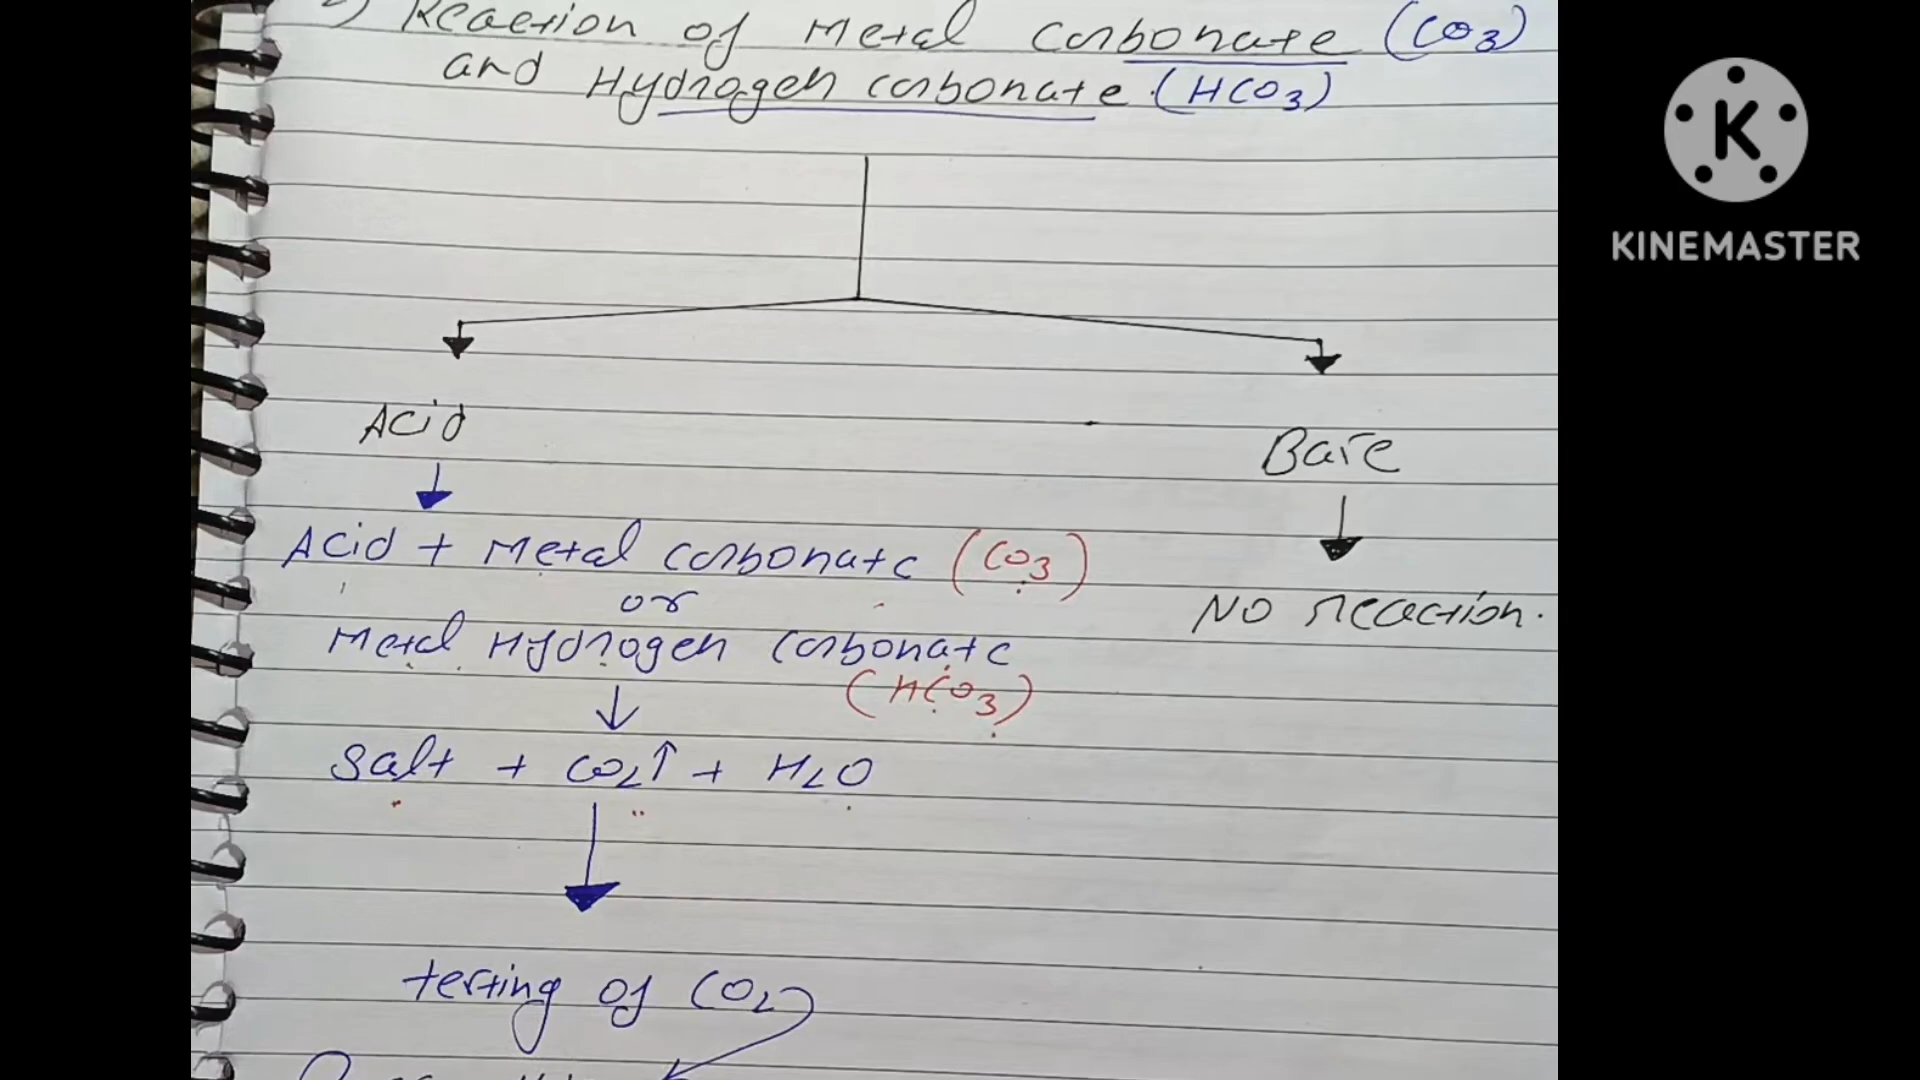 Reaction of Metal carbonate (CO3)
and Hydrogen carbonate (HCO3)
K
KINEMASTER
Acid
Base
Acid + Metal carbonate (CO3)
or
Metal Hydrogen carbonate
(HCO3)
No Reaction.
Salt + CO2↑ + H2O
testing of CO2